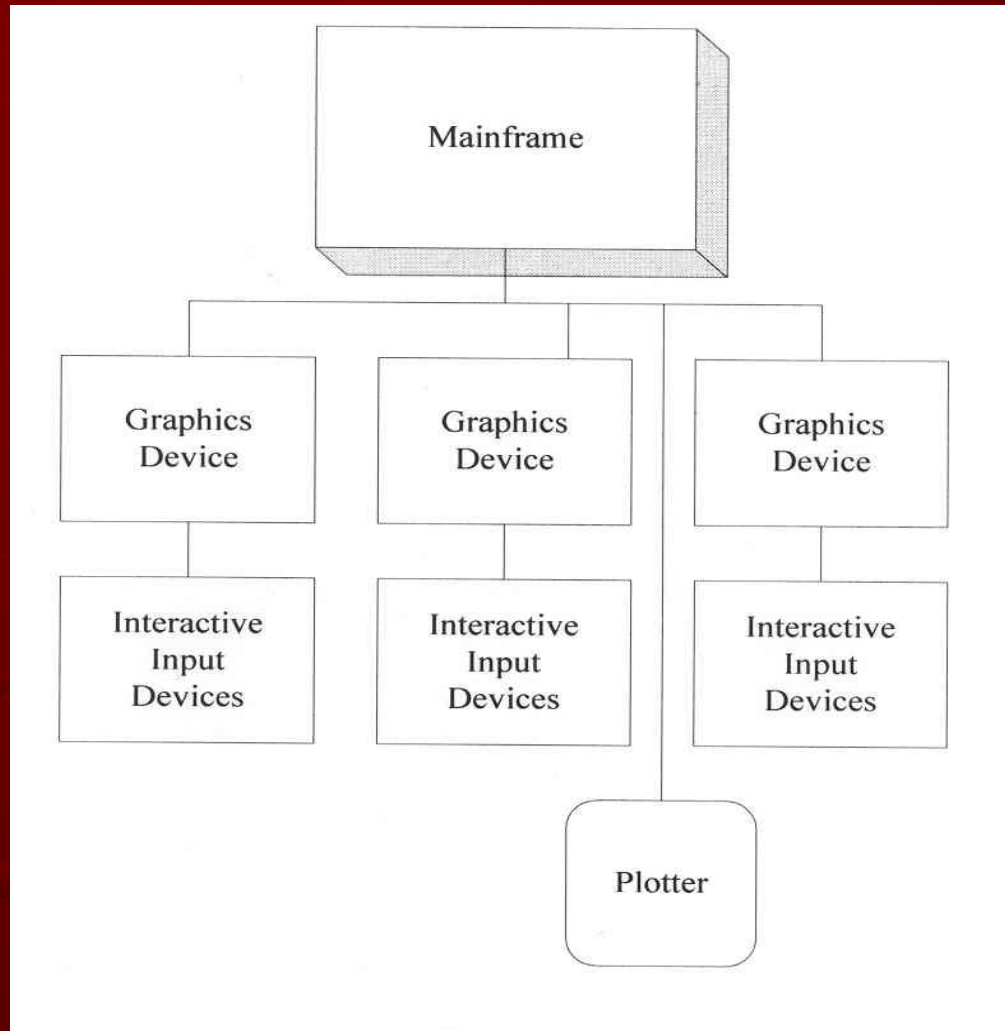 Mainframe
Graphics
Device
Graphics
Device
Graphics
Device
Interactive
Input
Devices
Interactive
Input
Devices
Interactive
Input
Devices
Plotter